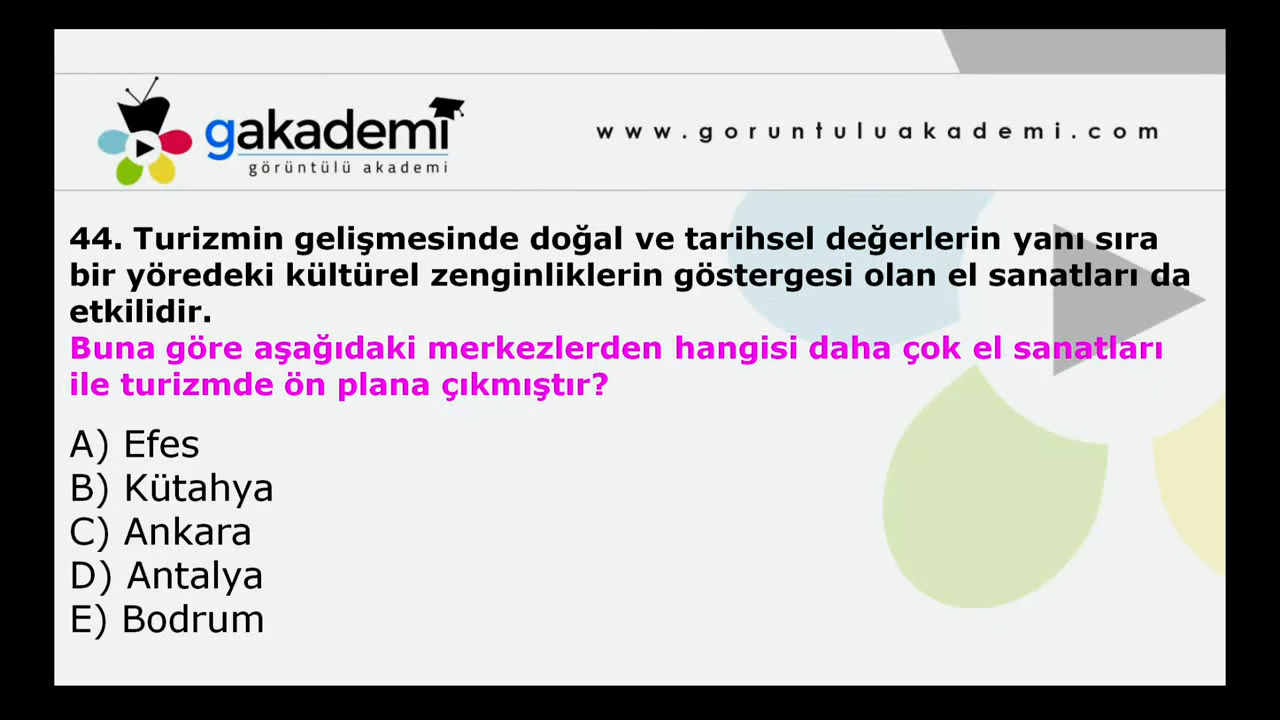 gakademi
görüntülü akademi
www.goruntuluakademi.com
44. Turizmin gelişmesinde doğal ve tarihsel değerlerin yanı sıra
bir yöredeki kültürel zenginliklerin göstergesi olan el sanatları da
etkilidir.
Buna göre aşağıdaki merkezlerden hangisi daha çok el sanatları
ile turizmde ön plana çıkmıştır?
A) Efes
B) Kütahya
C) Ankara
D) Antalya
E) Bodrum